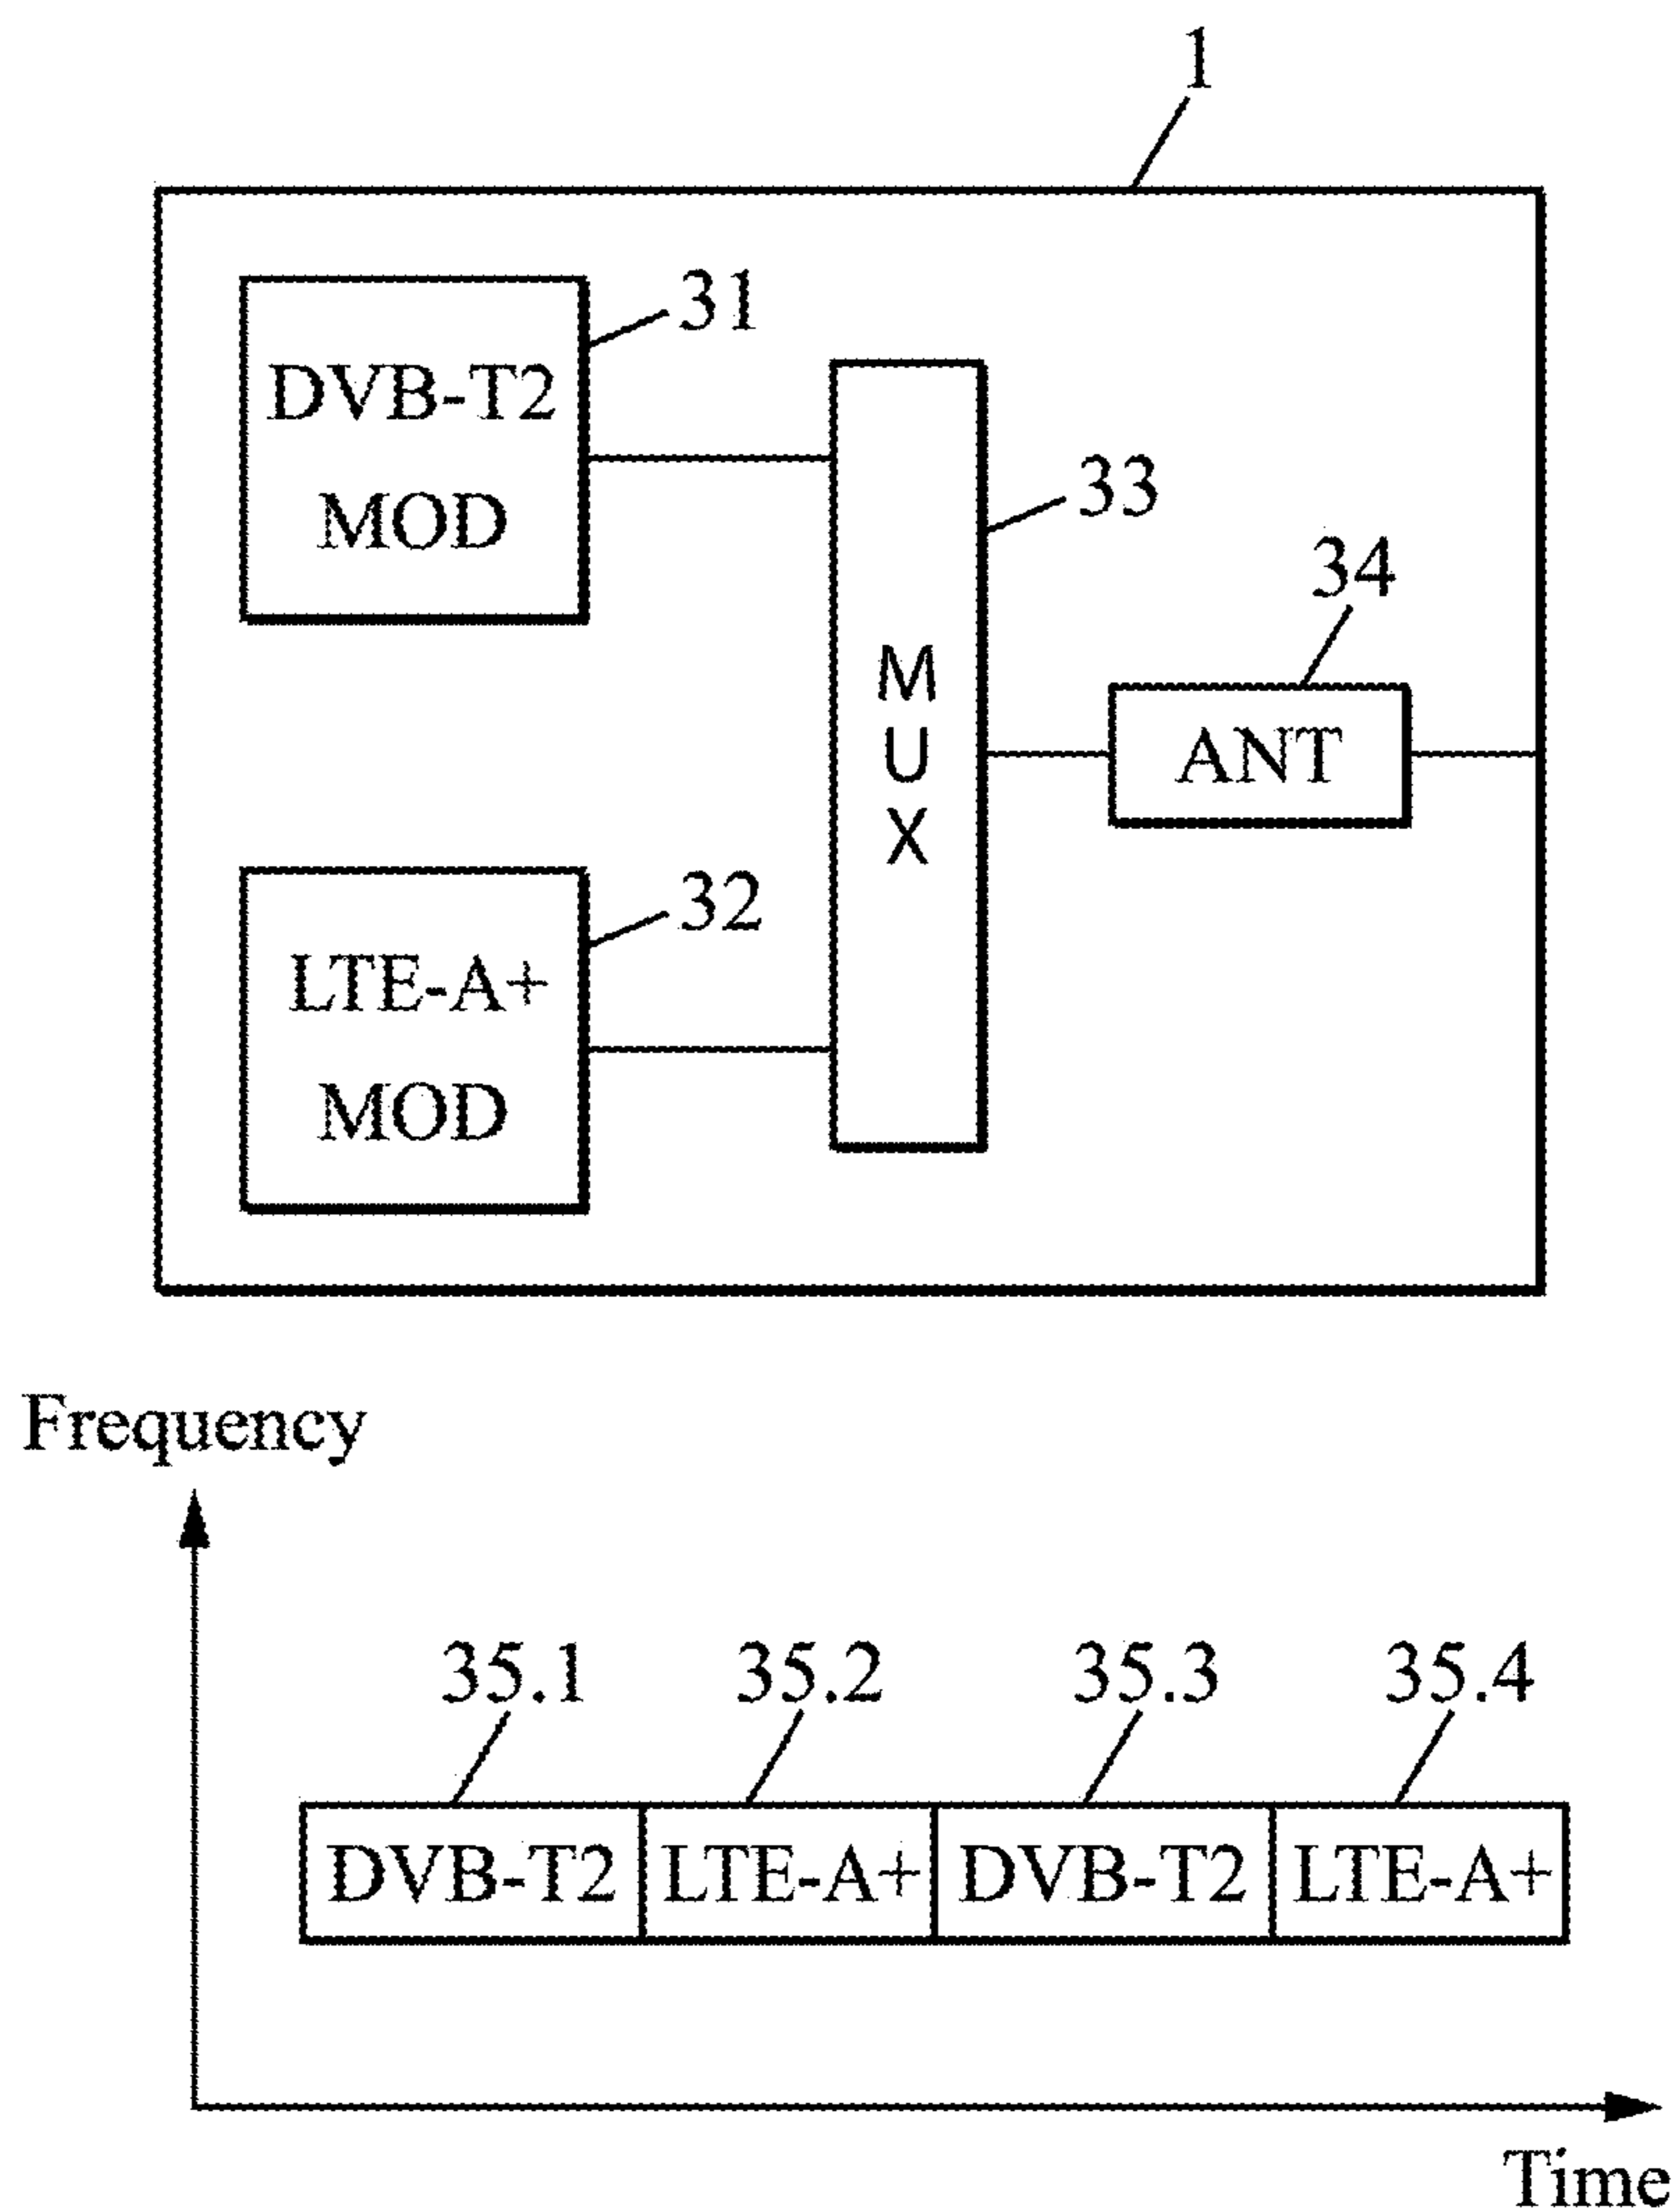 1
31
DVB-T2
MOD
33
34
M
U
X
ANT
32
LTE-A+
MOD
Frequency
35.1 35.2 35.3 35.4
DVB-T2 LTE-A+ DVB-T2 LTE-A+
Time